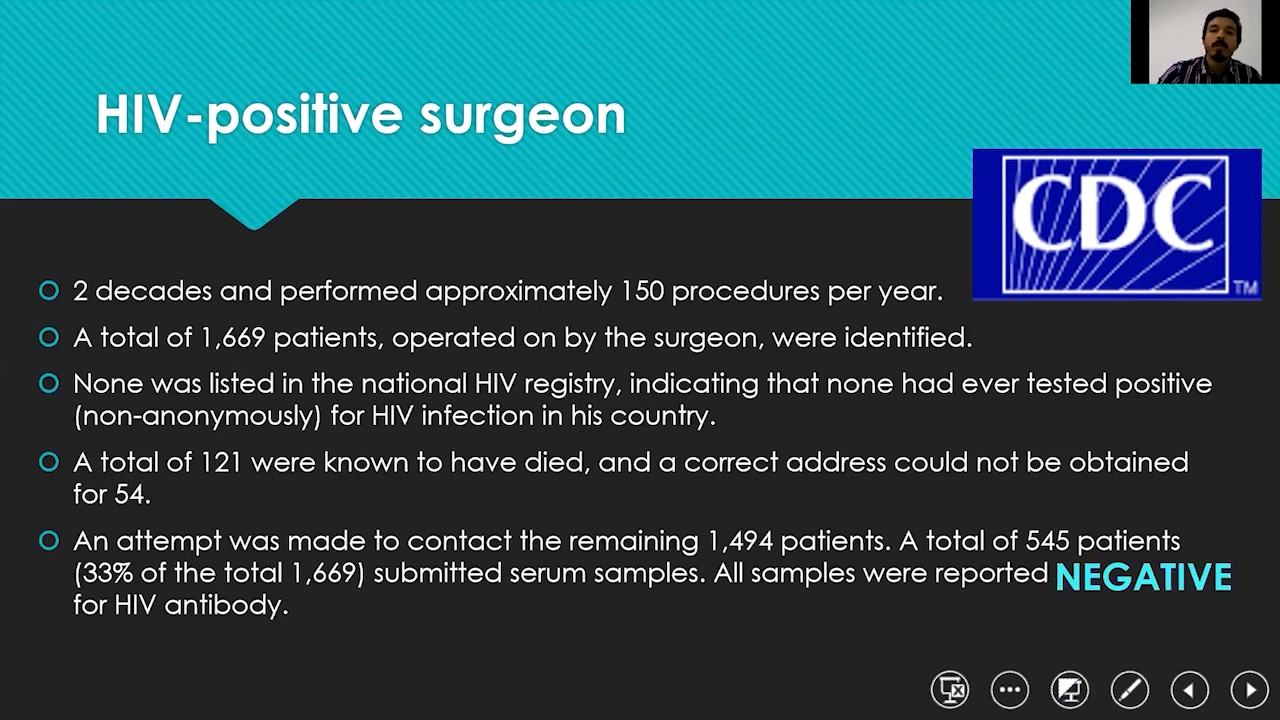 HIV-positive surgeon
CDC
TM
2 decades and performed approximately 150 procedures per year.
A total of 1,669 patients, operated on by the surgeon, were identified.
None was listed in the national HIV registry, indicating that none had ever tested positive
(non-anonymously) for HIV infection in his country.
A total of 121 were known to have died, and a correct address could not be obtained
for 54.
An attempt was made to contact the remaining 1,494 patients. A total of 545 patients
(33% of the total 1,669) submitted serum samples. All samples were reported NEGATIVE
for HIV antibody.